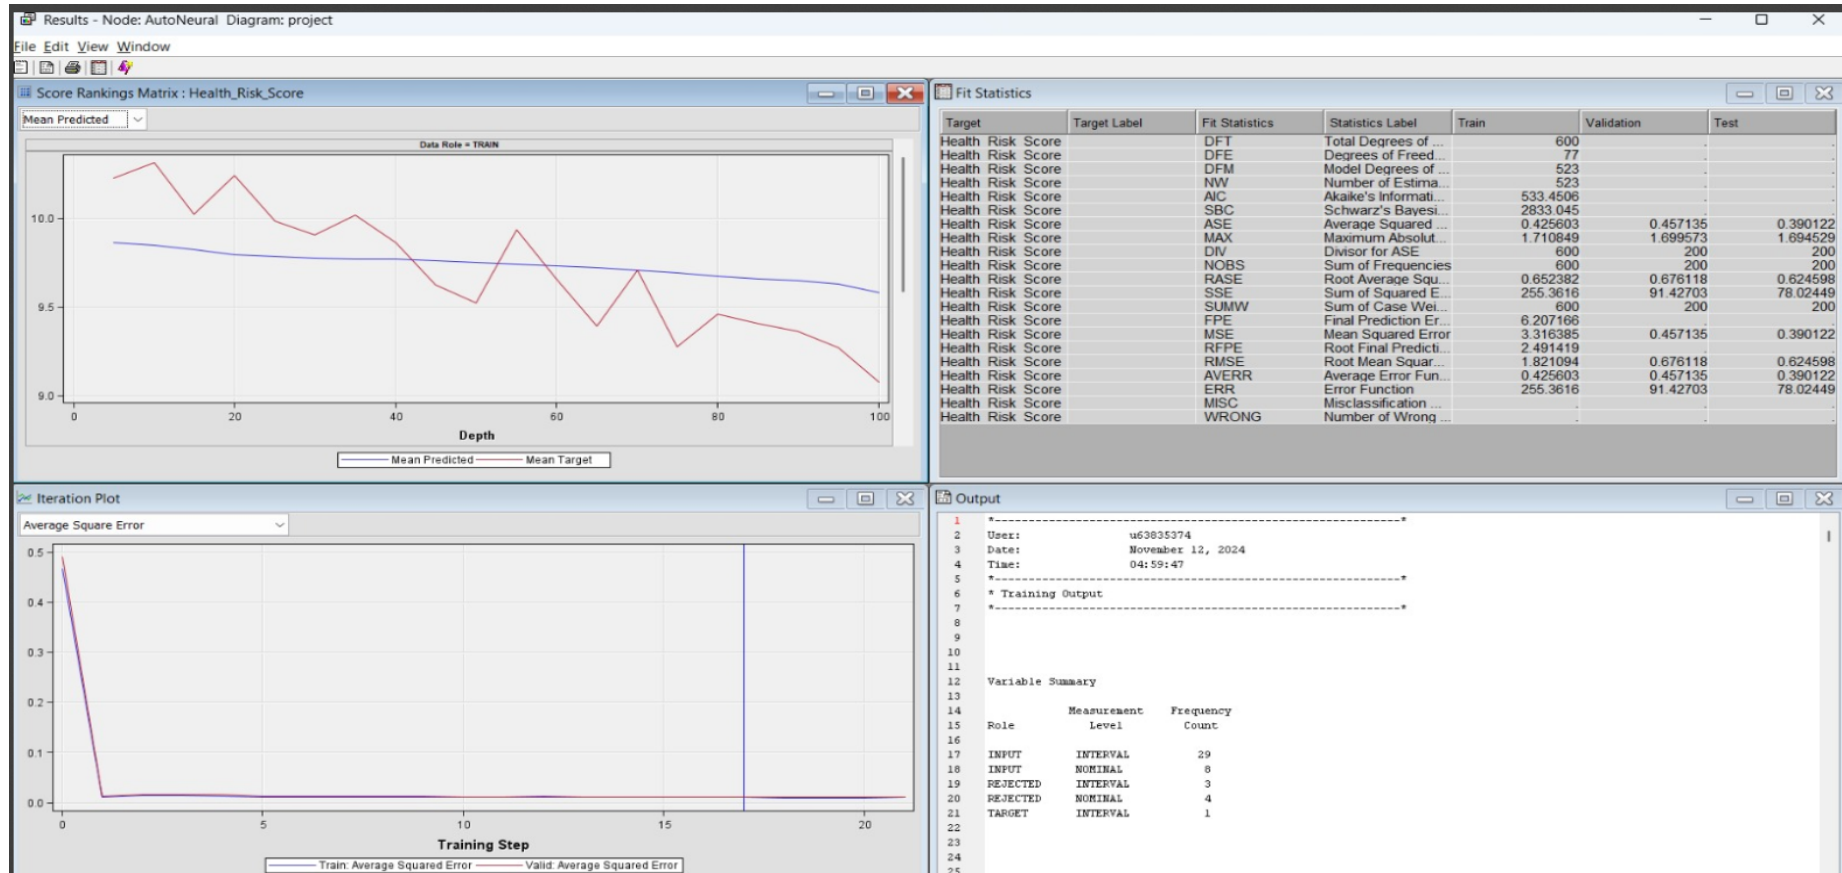 Results - Node: AutoNeural Diagram: project
File Edit View Window
Score Rankings Matrix : Health_Risk_Score
Mean Predicted
Data Role = TRAIN
10.0
9.5
9.0
0 20 40 60 80 100
Depth
Mean Predicted Mean Target
Fit Statistics
Target Target Label Fit Statistics Statistics Label Train Validation Test
Health Risk Score DFT Total Degrees of ... 600 . .
Health Risk Score DFE Degrees of Freed... 77 . .
Health Risk Score DFM Model Degrees of ... 523 . .
Health Risk Score NW Number of Estima... 523 . .
Health Risk Score AIC Akaike's Informati... 533.4506 . .
Health Risk Score SBC Schwarz's Bayesi... 2833.045 . .
Health Risk Score ASE Average Squared ... 0.425603 0.457135 0.390122
Health Risk Score MAX Maximum Absolut... 1.710849 1.699573 1.694529
Health Risk Score DIV Divisor for ASE 600 200 200
Health Risk Score NOBS Sum of Frequencies 600 200 200
Health Risk Score RASE Root Average Squ... 0.652382 0.676118 0.624598
Health Risk Score SSE Sum of Squared E... 255.3616 91.42703 78.02449
Health Risk Score SUMW Sum of Case Wei... 600 200 200
Health Risk Score FPE Final Prediction Er... 6.207166 . .
Health Risk Score MSE Mean Squared Error 3.316385 0.457135 0.390122
Health Risk Score RFPE Root Final Predicti... 2.491419 . .
Health Risk Score RMSE Root Mean Squar... 1.821094 0.676118 0.624598
Health Risk Score AVERR Average Error Fun... 0.425603 0.457135 0.390122
Health Risk Score ERR Error Function 255.3616 91.42703 78.02449
Health Risk Score MISC Misclassification ... . . .
Health Risk Score WRONG Number of Wrong ... . . .
Iteration Plot
Average Square Error
0.5
0.4
0.3
0.2
0.1
0.0
0 5 10 15 20
Training Step
Train: Average Squared Error Valid: Average Squared Error
Output
1 *------------------------------------------------------------*
2 User: u63835374
3 Date: November 12, 2024
4 Time: 04:59:47
5 *------------------------------------------------------------*
6 * Training Output
7 *------------------------------------------------------------*
8
9
10
11
12 Variable Summary
13
14 Measurement Frequency
15 Role Level Count
16
17 INPUT INTERVAL 29
18 INPUT NOMINAL 8
19 REJECTED INTERVAL 3
20 REJECTED NOMINAL 4
21 TARGET INTERVAL 1
22
23
24
25